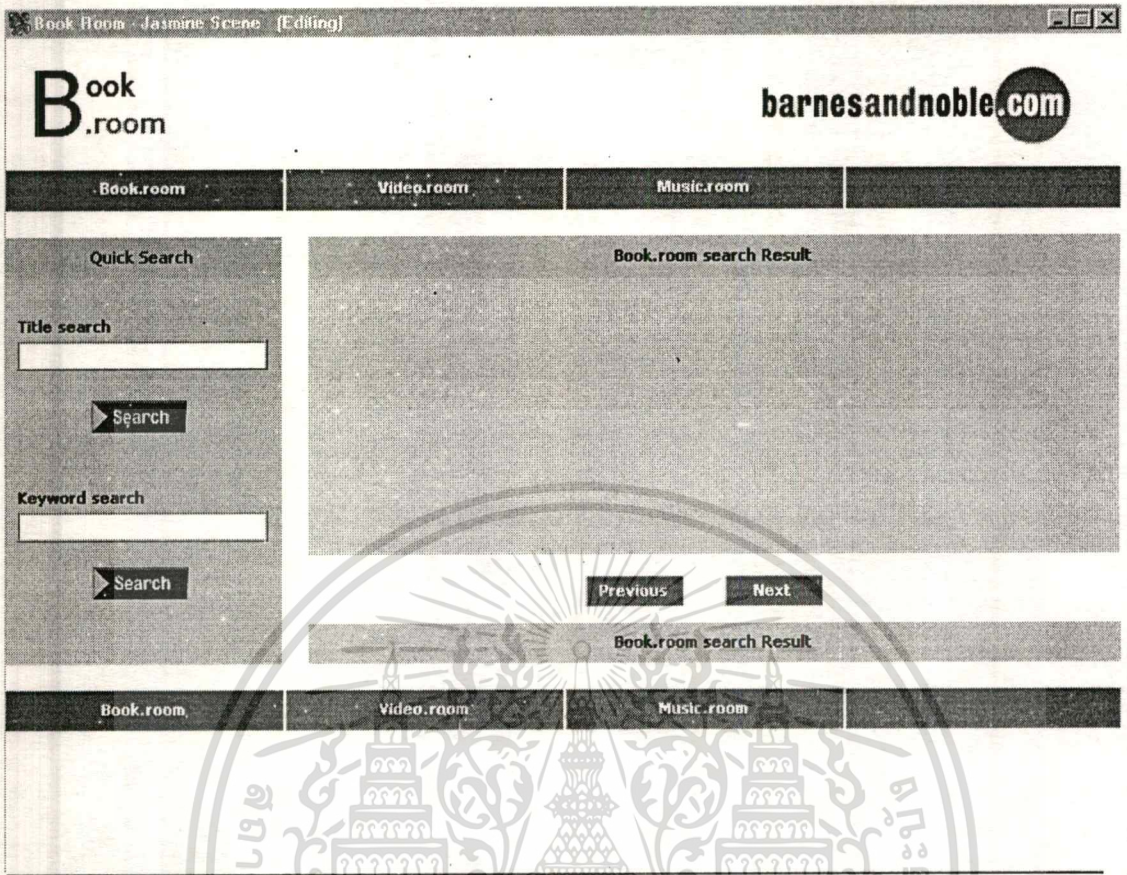 Book Room - Jasmine Scene (Editing)
Book
.room
barnesandnoble.com
Book.room Video.room Music.room
Quick Search
Book.room search Result
Title search
Search
Keyword search
Search
Previous Next
Book.room search Result
Book.room Video.room Music.room